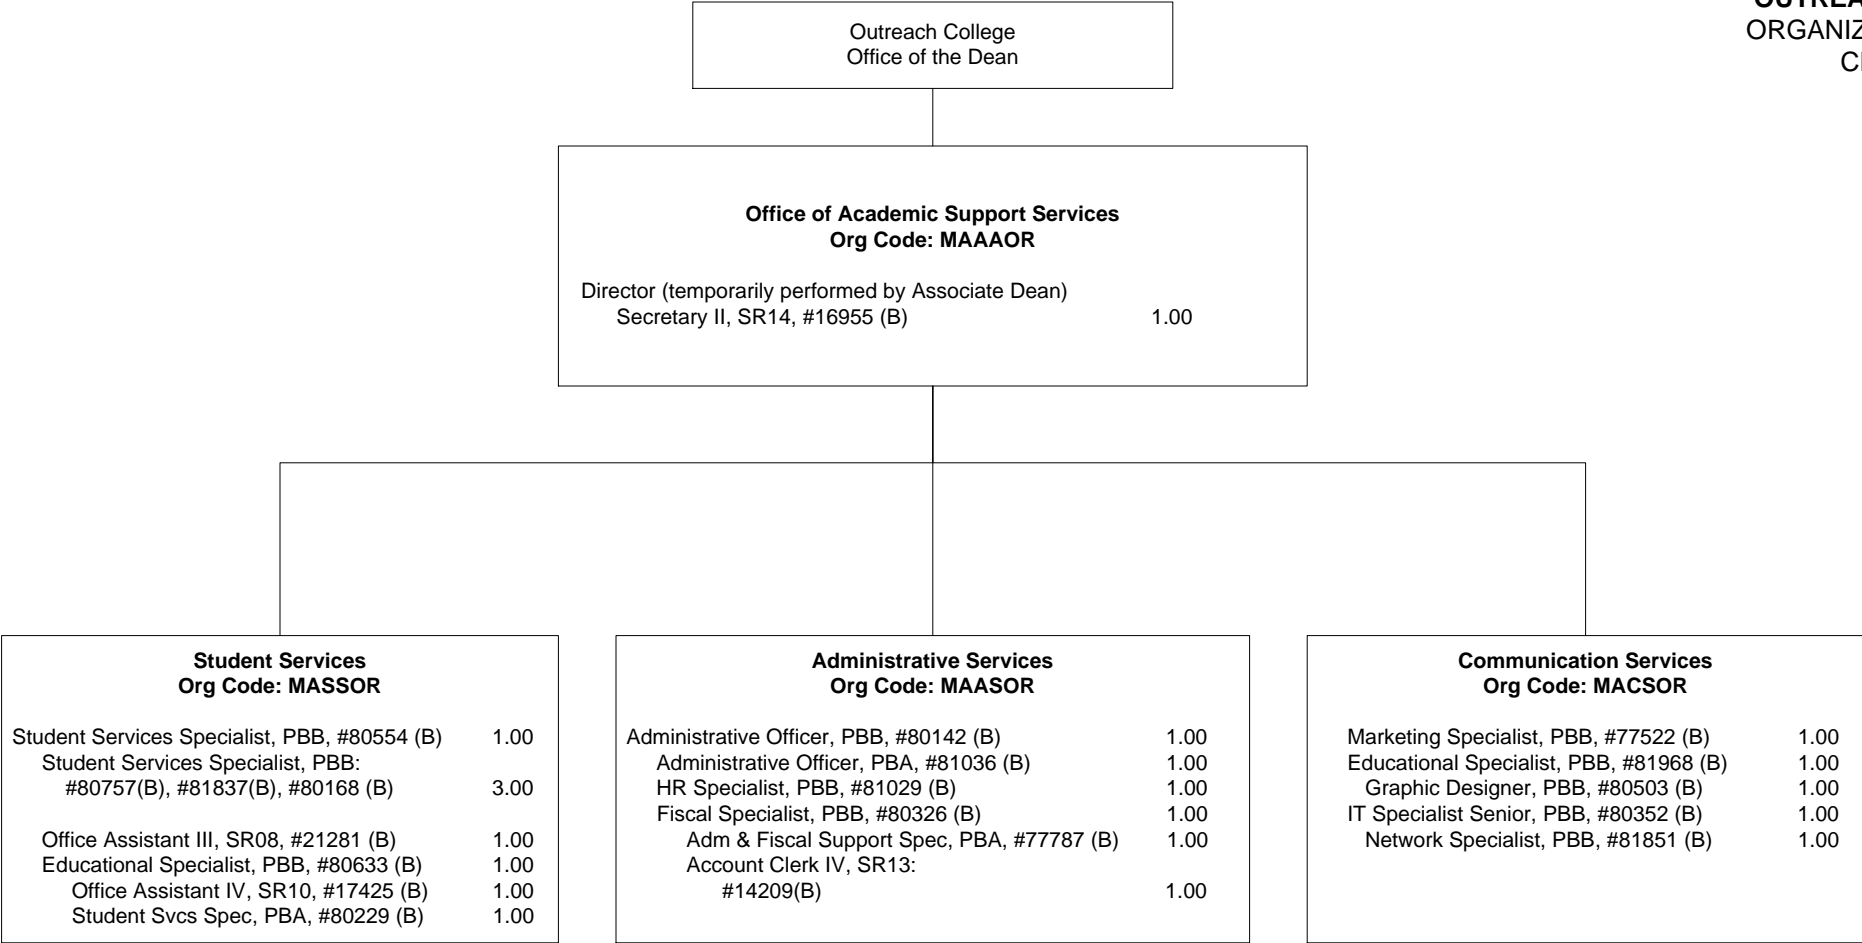 Outreach College
Office of the Dean
ORGANIZ
Office of Academic Support Services
Org Code: MAAAOR
Director (temporarily performed by Associate Dean)
Secretary II, SR14, #16955 (B) 1.00
Student Services
Org Code: MASSOR
Student Services Specialist, PBB, #80554 (B) 1.00
Student Services Specialist, PBB:
#80757(B), #81837(B), #80168 (B) 3.00
Office Assistant III, SR08, #21281 (B) 1.00
Educational Specialist, PBB, #80633 (B) 1.00
Office Assistant IV, SR10, #17425 (B) 1.00
Student Svcs Spec, PBA, #80229 (B) 1.00
Administrative Services
Org Code: MAASOR
Administrative Officer, PBB, #80142 (B) 1.00
Administrative Officer, PBA, #81036 (B) 1.00
HR Specialist, PBB, #81029 (B) 1.00
Fiscal Specialist, PBB, #80326 (B) 1.00
Adm & Fiscal Support Spec, PBA, #77787 (B) 1.00
Account Clerk IV, SR13:
#14209(B) 1.00
Communication Services
Org Code: MACSOR
Marketing Specialist, PBB, #77522 (B) 1.00
Educational Specialist, PBB, #81968 (B) 1.00
Graphic Designer, PBB, #80503 (B) 1.00
IT Specialist Senior, PBB, #80352 (B) 1.00
Network Specialist, PBB, #81851 (B) 1.00